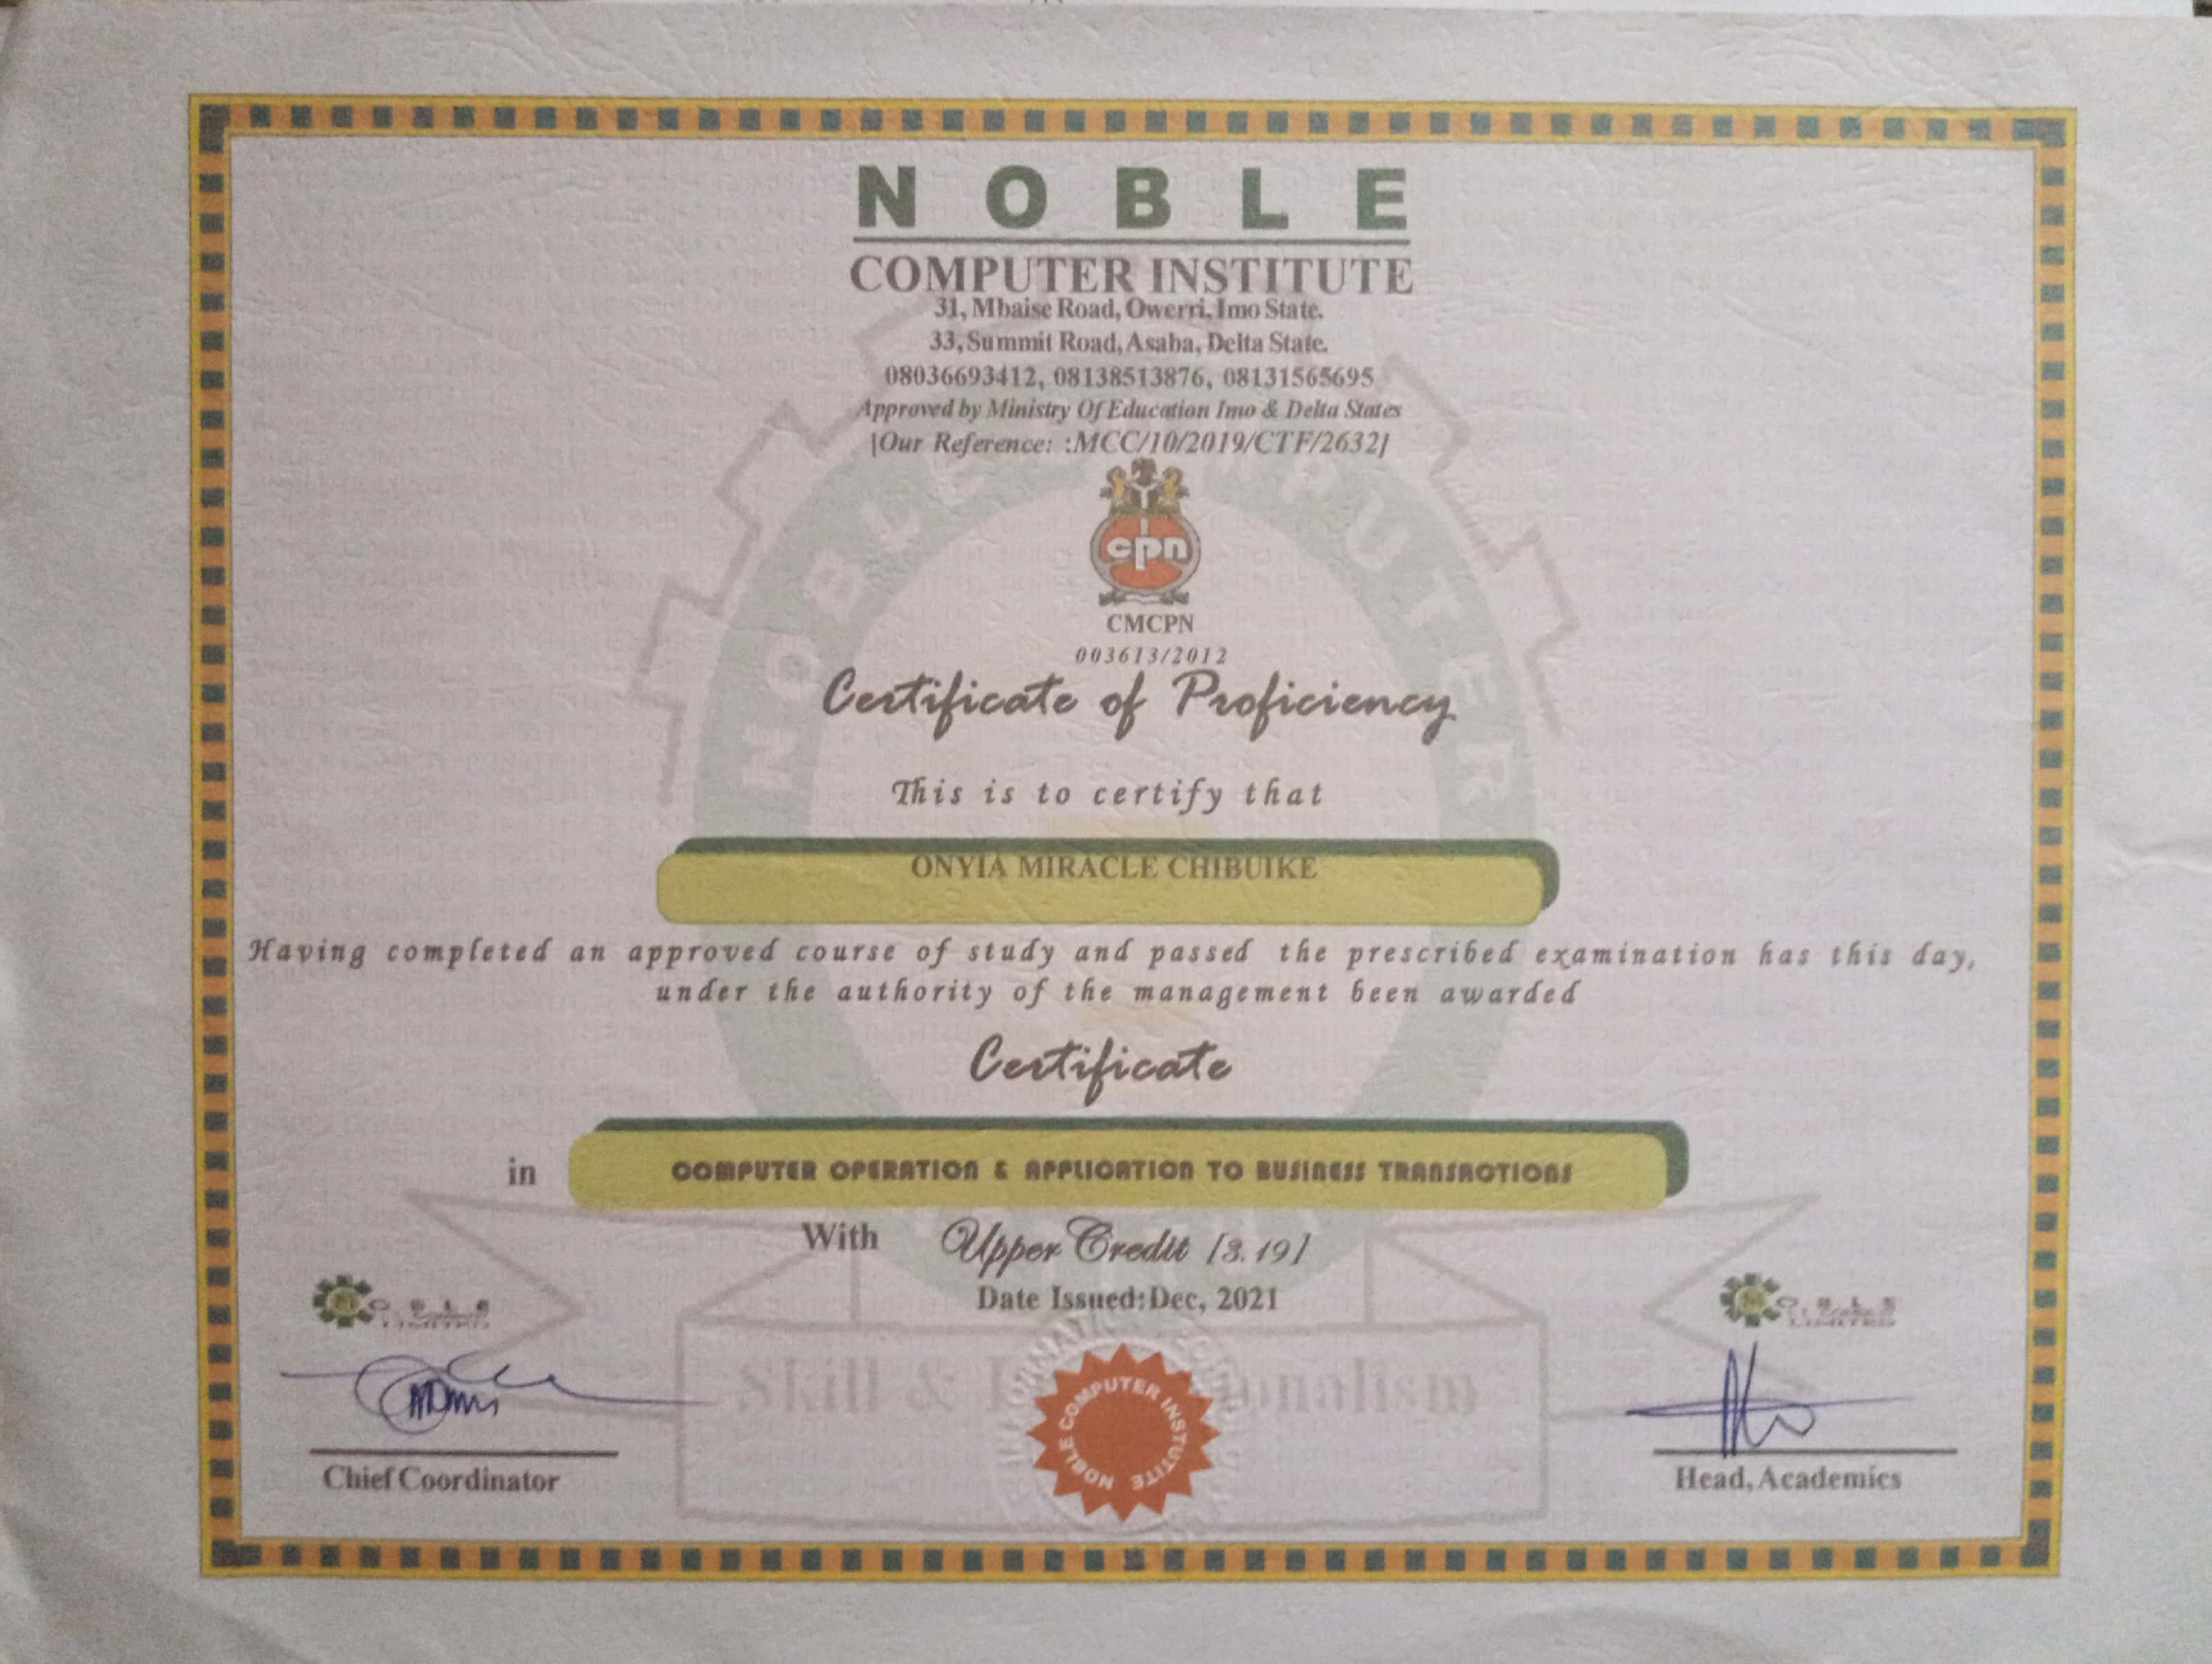 N O B L E
COMPUTER INSTITUTE
31, Mbaise Road, Owerri, Imo State.
33, Summit Road, Asaba, Delta State.
08036693412, 08138513876, 08131565695
Approved by Ministry Of Education Imo & Delta States
[Our Reference: :MCC/10/2019/CTF/2632]
cpn
CMCPN
003613/2012
Certificate of Proficiency
This is to certify that
ONYIA MIRACLE CHIBUIKE
Having completed an approved course of study and passed the prescribed examination has this day,
under the authority of the management been awarded
Certificate
in COMPUTER OPERATION & APPLICATION TO BUSINESS TRANSACTIONS
With Upper Credit [3.19]
Date Issued:Dec, 2021
NOBLE COMPUTER
Skill &
NOBLE COMPUTER INSTUTITE
Chief Coordinator
Head, Academics